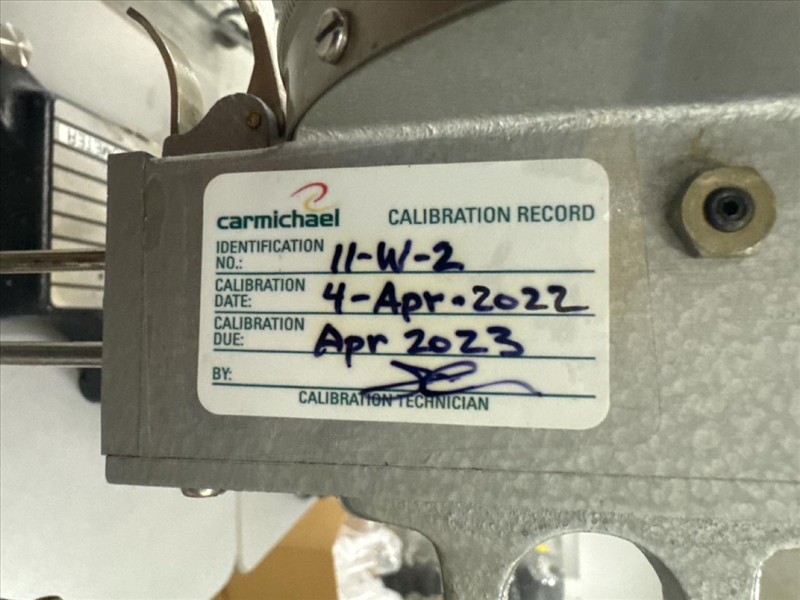 carmichael CALIBRATION RECORD
IDENTIFICATION NO.: 11-W-2
CALIBRATION DATE: 4-Apr-2022
CALIBRATION DUE: Apr 2023
BY:
CALIBRATION TECHNICIAN